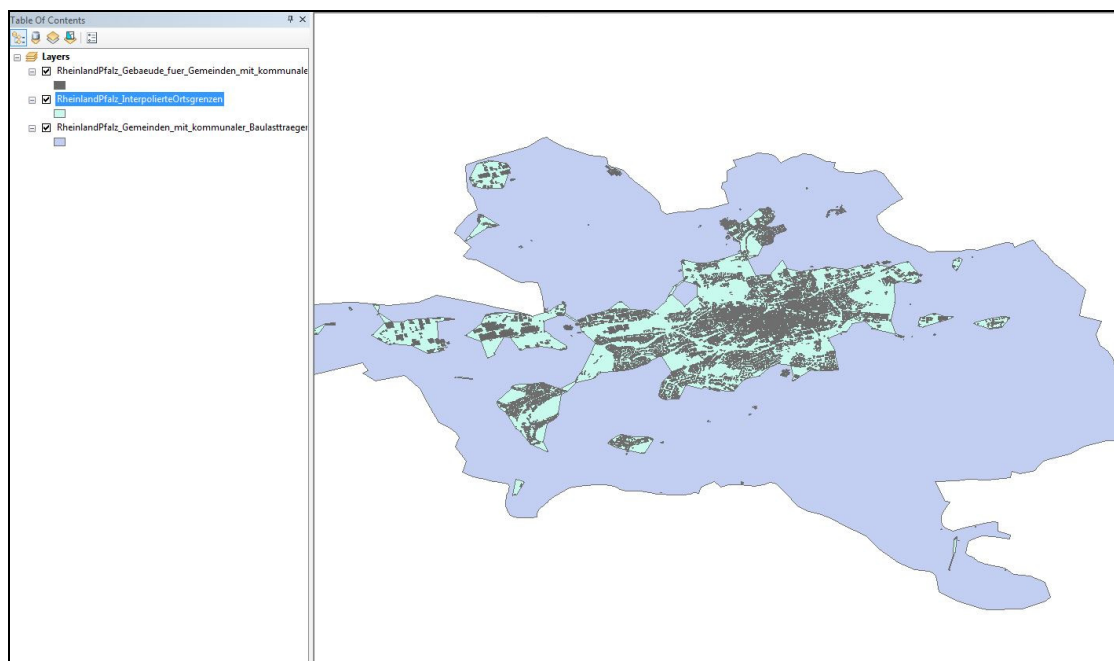 Table Of Contents
Layers
RheinlandPfalz_Gebaeude_fuer_Gemeinden_mit_kommunale
RheinlandPfalz_InterpolierteOrtsgrenzen
RheinlandPfalz_Gemeinden_mit_kommunaler_Baulasttraeger